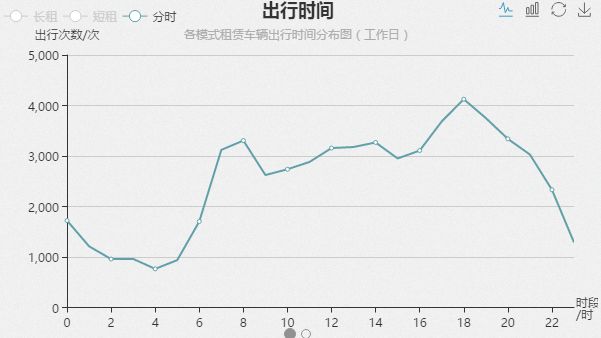 出行时间
长租 短租 分时
出行次数/次
各模式租赁车辆出行时间分布图（工作日）
5,000
4,000
3,000
2,000
1,000
0
0 2 4 6 8 10 12 14 16 18 20 22
时段
/时